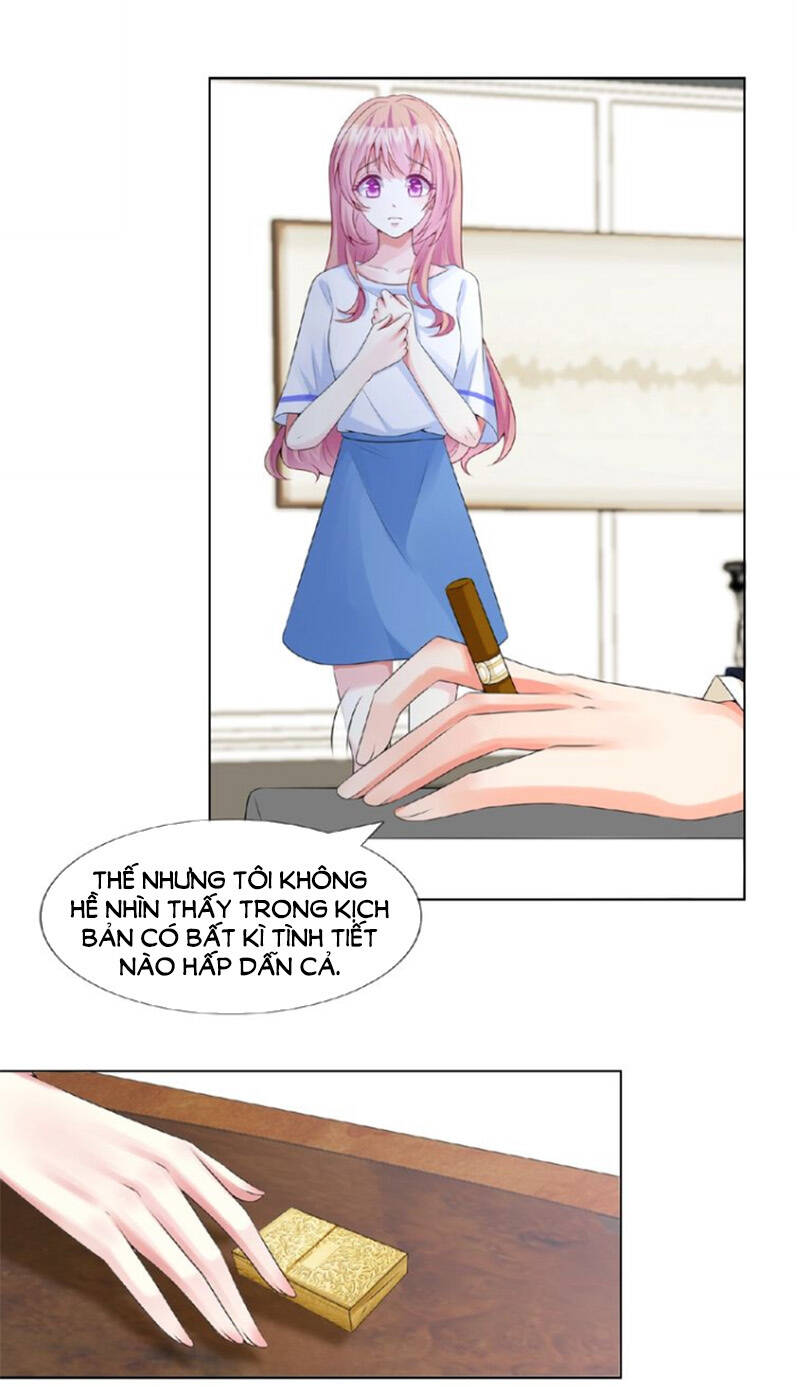 THẾ NHƯNG TÔI KHÔNG
HỀ NHÌN THẤY TRONG KỊCH
BẢN CÓ BẤT KÌ TÌNH TIẾT
NÀO HẤP DẪN CẢ.